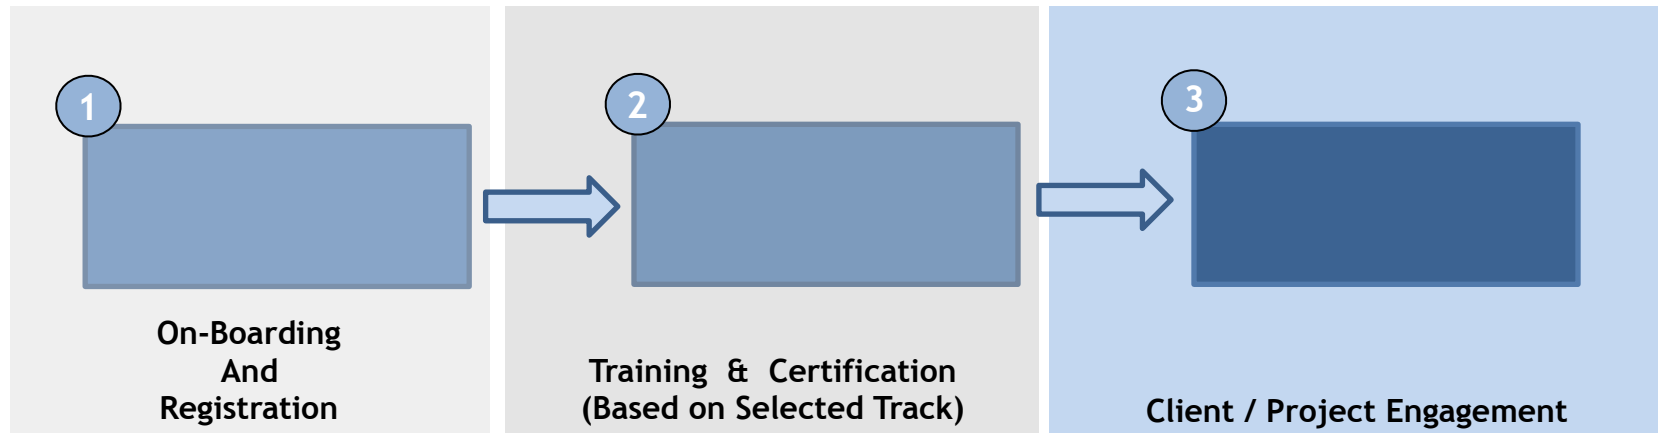 1
2
3
On-Boarding
And
Registration
Training & Certification
(Based on Selected Track)
Client / Project Engagement